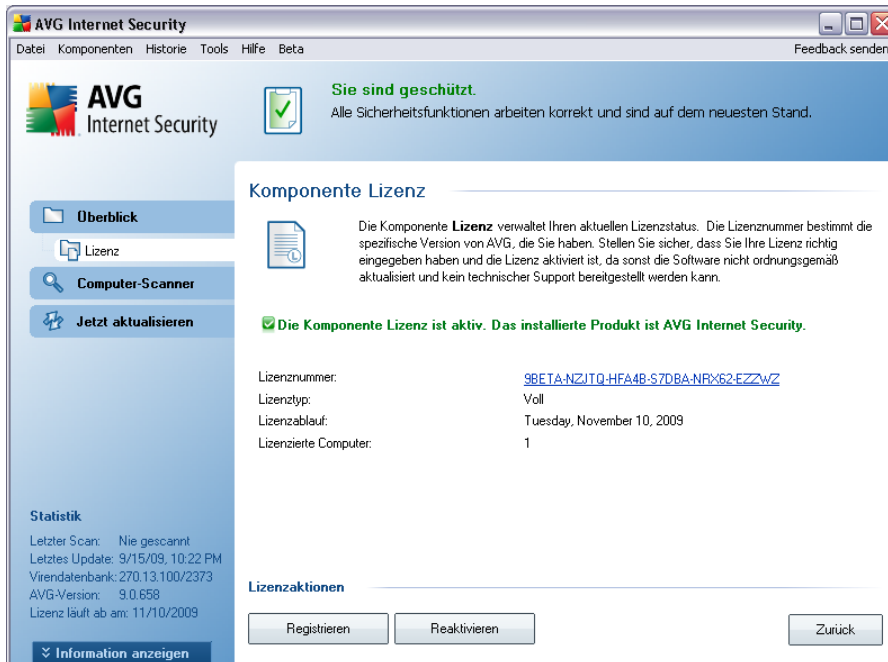 AVG Internet Security
Datei Komponenten Historie Tools Hilfe Beta
Feedback senden
AVG
Internet Security
Sie sind geschützt.
Alle Sicherheitsfunktionen arbeiten korrekt und sind auf dem neuesten Stand.
Überblick
Lizenz
Computer-Scanner
Jetzt aktualisieren
Statistik
Letzter Scan: Nie gescannt
Letztes Update: 9/15/09, 10:22 PM
Virendatenbank: 270.13.100/2373
AVG-Version: 9.0.658
Lizenz läuft ab am: 11/10/2009
Information anzeigen
Komponente Lizenz
Die Komponente Lizenz verwaltet Ihren aktuellen Lizenzstatus. Die Lizenznummer bestimmt die
spezifische Version von AVG, die Sie haben. Stellen Sie sicher, dass Sie Ihre Lizenz richtig
eingegeben haben und die Lizenz aktiviert ist, da sonst die Software nicht ordnungsgemäß
aktualisiert und kein technischer Support bereitgestellt werden kann.
Die Komponente Lizenz ist aktiv. Das installierte Produkt ist AVG Internet Security.
Lizenznummer: 9BETA-NZJTQ-HFA4B-S7DBA-NRX62-EZZWZ
Lizenztyp: Voll
Lizenzablauf: Tuesday, November 10, 2009
Lizenzierte Computer: 1
Lizenzaktionen
Registrieren
Reaktivieren
Zurück